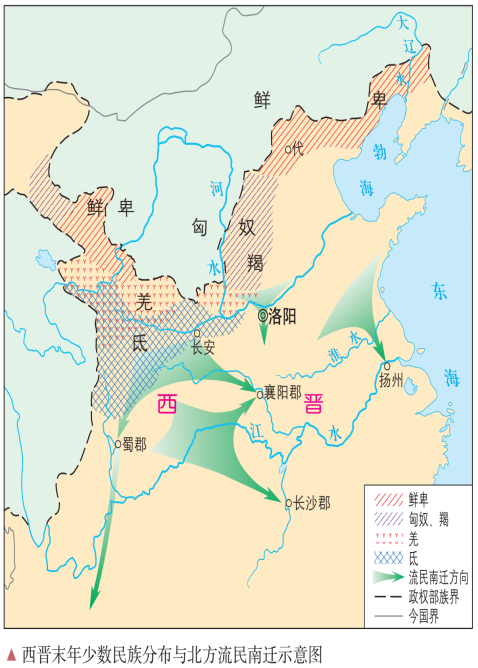 大
辽
水
鲜 卑
代
勃
海
河
水
鲜 卑
匈 奴
羯
羌
氐
东
海
洛阳
长安
淮 水
扬州
襄阳郡
西 晋
江 水
蜀郡
长沙郡
鲜卑
匈奴、羯
羌
氐
流民南迁方向
政权部族界
今国界
▲ 西晋末年少数民族分布与北方流民南迁示意图